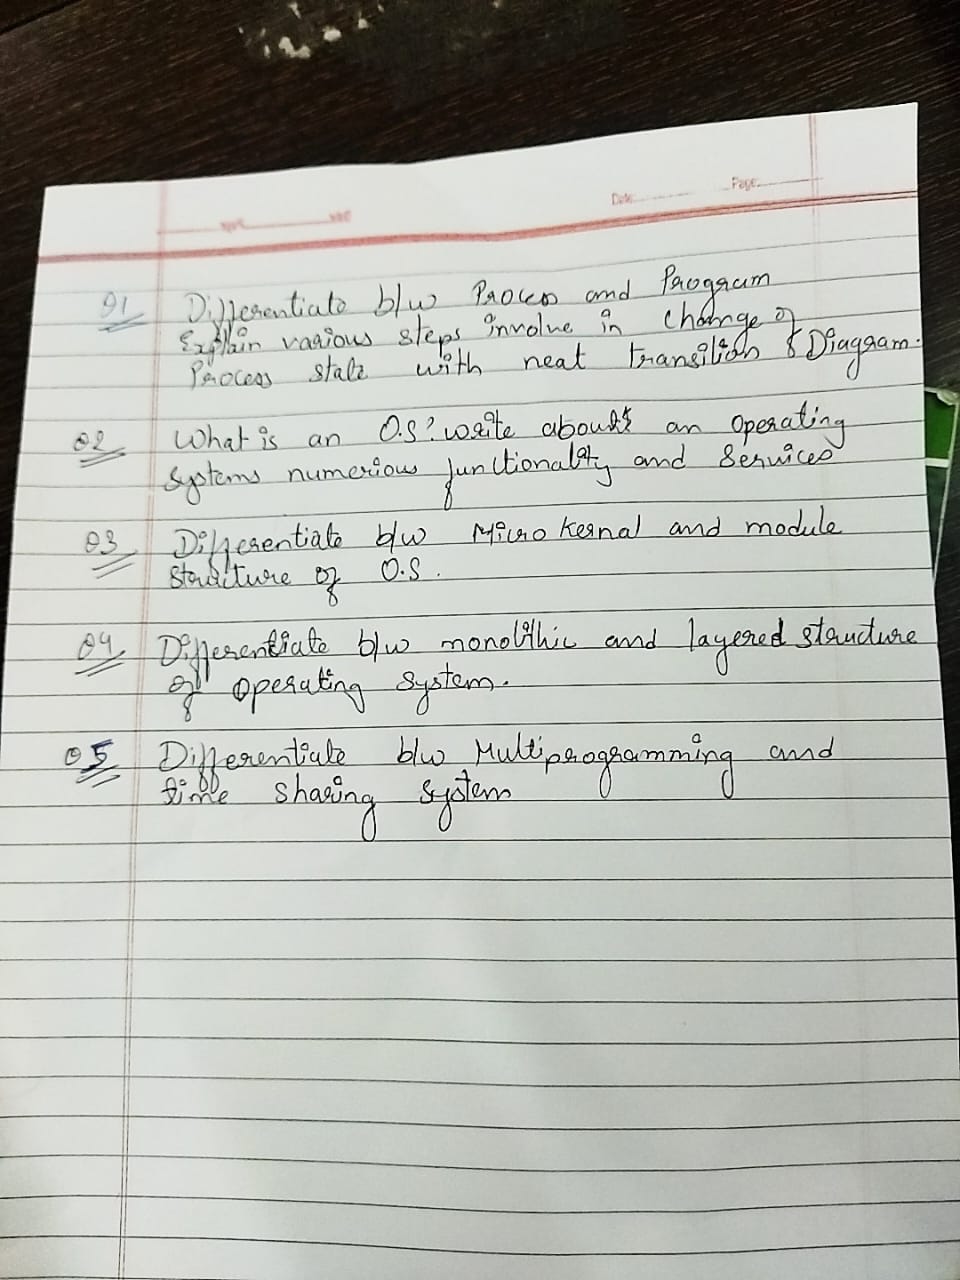 Date Page
Q1 Differentiate b/w Process and Program
Explain various steps involve in change of
Process state with neat transition & Diagram.
Q2 What is an O.S? write about an Operating
Systems numerious functionality and Services
Q3 Differentiate b/w Micro Kernal and module
Structure of O.S.
Q4 Differentiate b/w monolithic and layered structure
of operating system.
Q5 Differentiate b/w Multiprogramming and
time sharing system